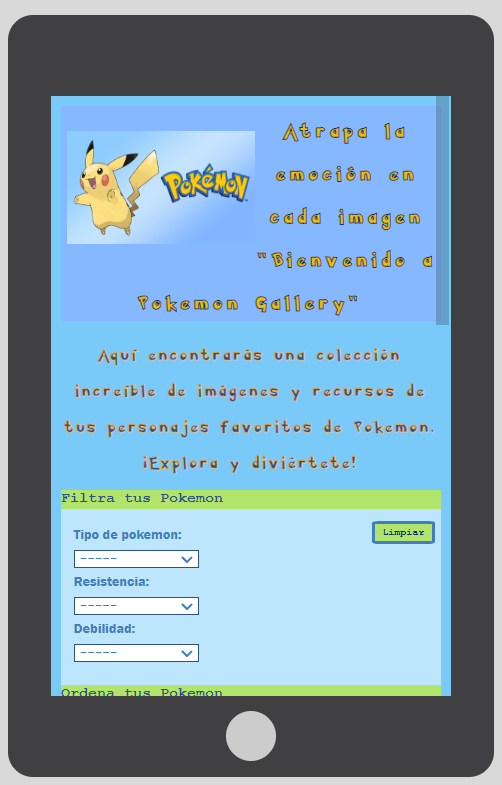 Pokémon
Atrapa la
emoción en
cada imagen
"Bienvenido a
Pokemon Gallery"
Aquí encontrarás una colección
increíble de imágenes y recursos de
tus personajes favoritos de Pokemon.
¡Explora y diviértete!
Filtra tus Pokemon
Tipo de pokemon:
Limpiar
-----
Resistencia:
-----
Debilidad:
-----
Ordena tus Pokemon